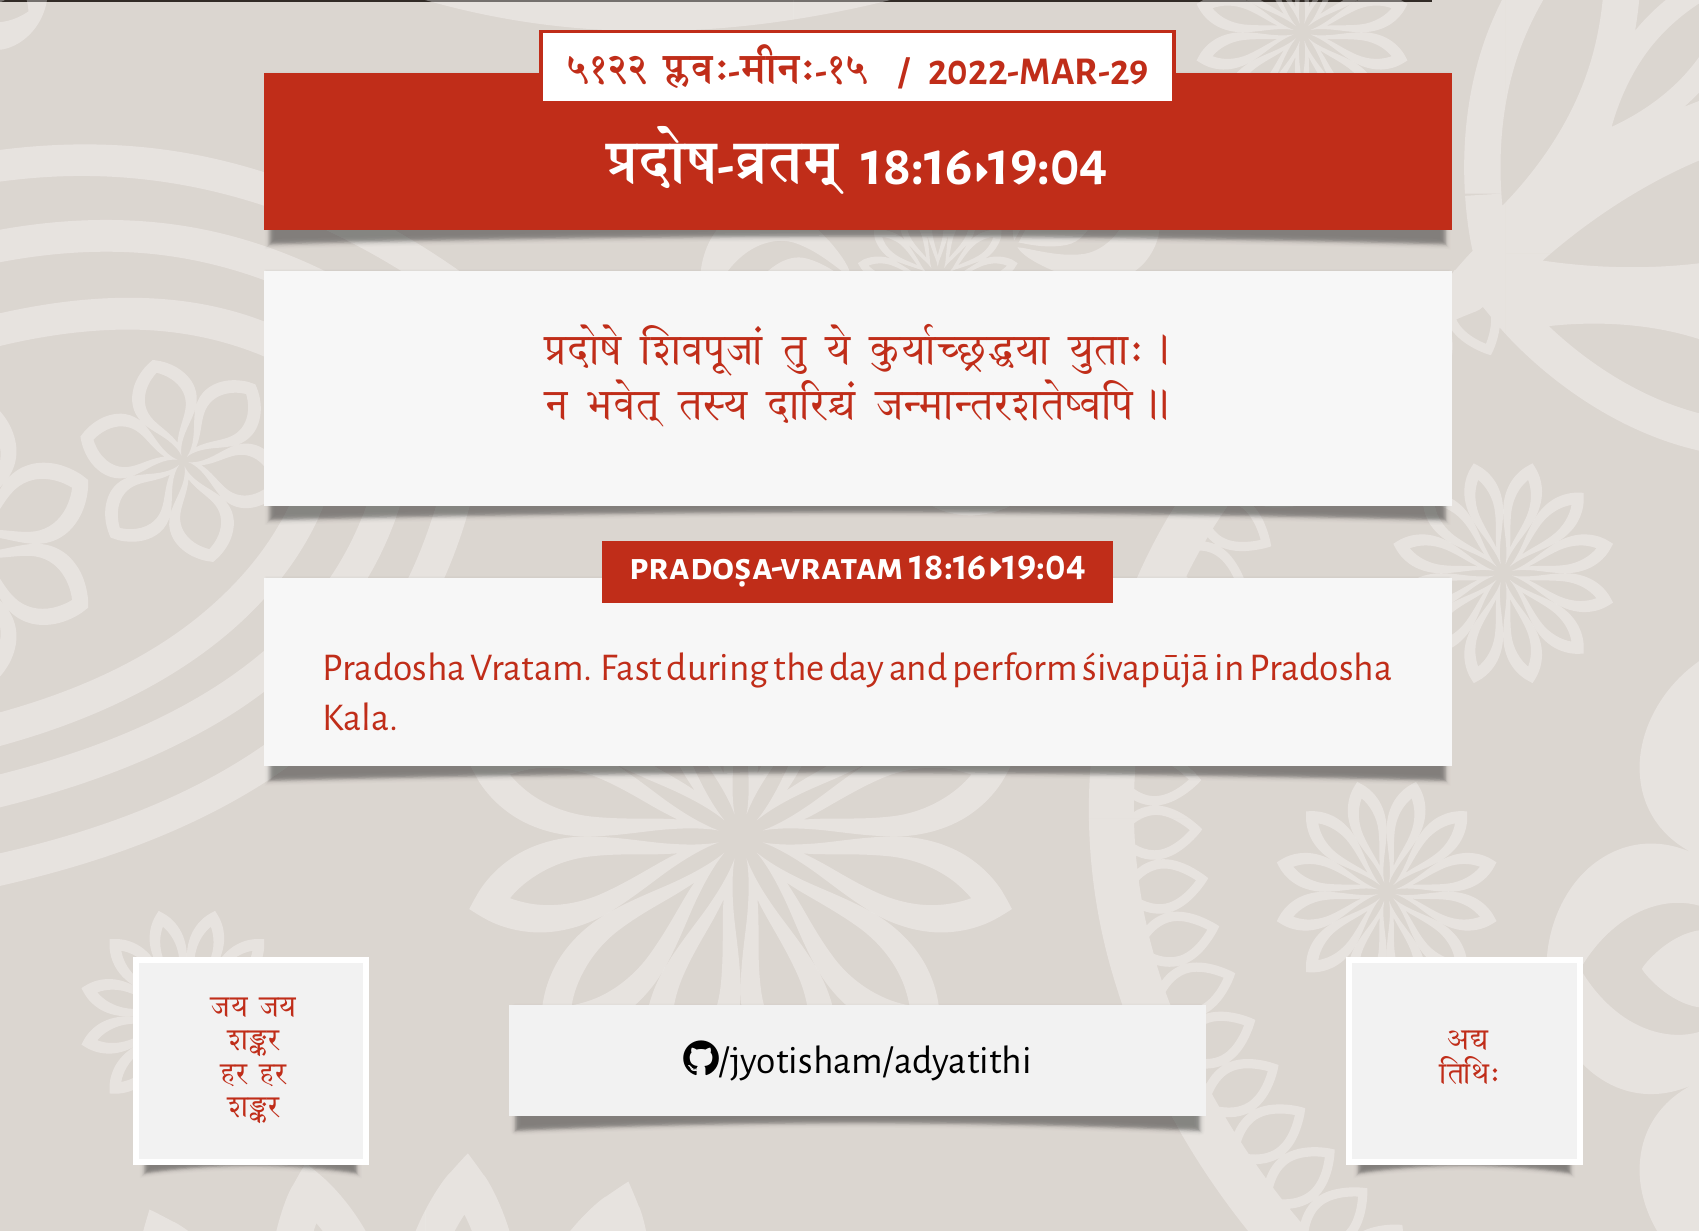 ५१२२ प्लवः-मीनः-१५ / 2022-MAR-29
प्रदोष-व्रतम् 18:16▸19:04
प्रदोषे शिवपूजां तु ये कुर्याच्छ्रद्धया युताः ।
न भवेत् तस्य दारिद्र्यं जन्मान्तरशतेष्वपि ॥
PRADOṢA-VRATAM 18:16▸19:04
Pradosha Vratam. Fast during the day and perform śivapūjā in Pradosha
Kala.
जय जय
शङ्कर
हर हर
शङ्कर
/jyotisham/adyatithi
अद्य
तिथिः